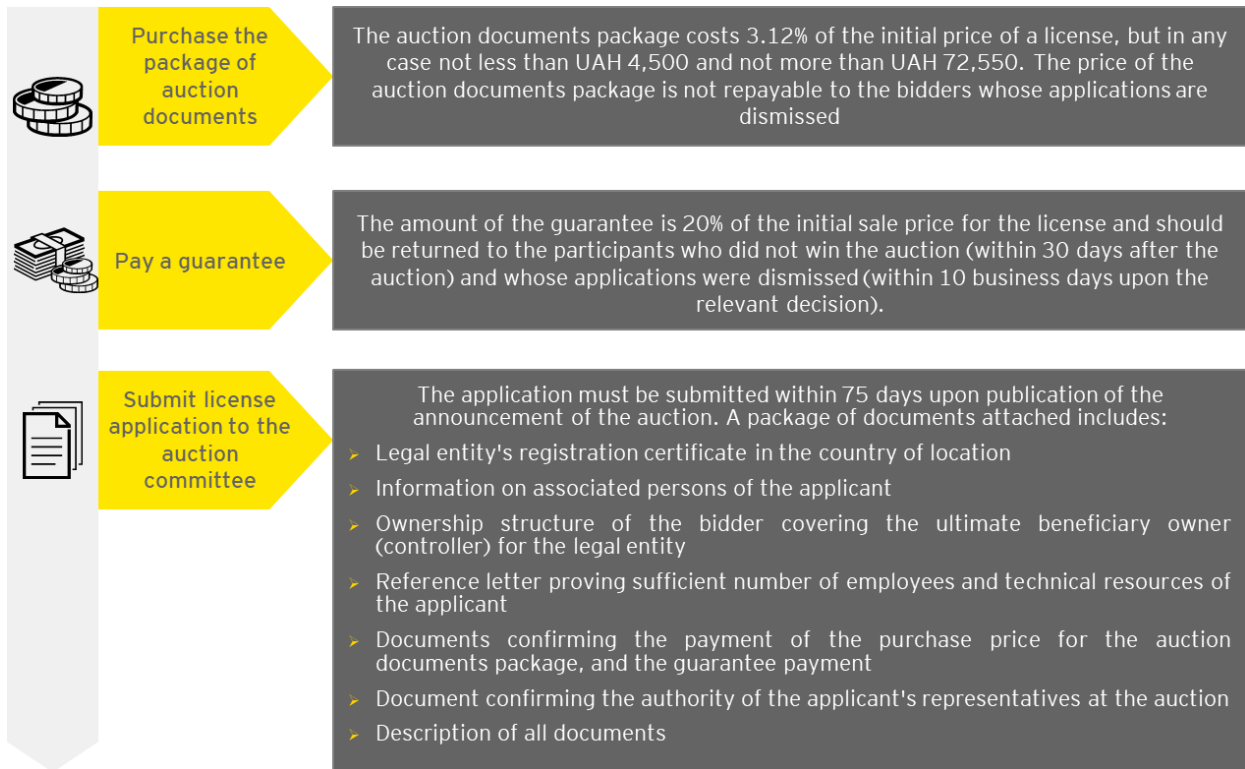 Purchase the
package of
auction
documents
The auction documents package costs 3.12% of the initial price of a license, but in any
case not less than UAH 4,500 and not more than UAH 72,550. The price of the
auction documents package is not repayable to the bidders whose applications are
dismissed
Pay a guarantee
The amount of the guarantee is 20% of the initial sale price for the license and should
be returned to the participants who did not win the auction (within 30 days after the
auction) and whose applications were dismissed (within 10 business days upon the
relevant decision).
Submit license
application to the
auction
committee
The application must be submitted within 75 days upon publication of the
announcement of the auction. A package of documents attached includes:
➢ Legal entity's registration certificate in the country of location
➢ Information on associated persons of the applicant
➢ Ownership structure of the bidder covering the ultimate beneficiary owner
(controller) for the legal entity
➢ Reference letter proving sufficient number of employees and technical resources of
the applicant
➢ Documents confirming the payment of the purchase price for the auction
documents package, and the guarantee payment
➢ Document confirming the authority of the applicant's representatives at the auction
➢ Description of all documents